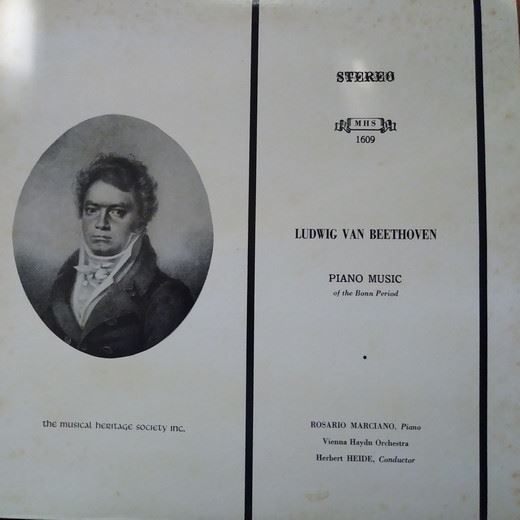 STEREO
MHS
1609
LUDWIG VAN BEETHOVEN
PIANO MUSIC
of the Bonn Period
the musical heritage society inc.
ROSARIO MARCIANO, Piano
Vienna Haydn Orchestra
Herbert HEIDE, Conductor